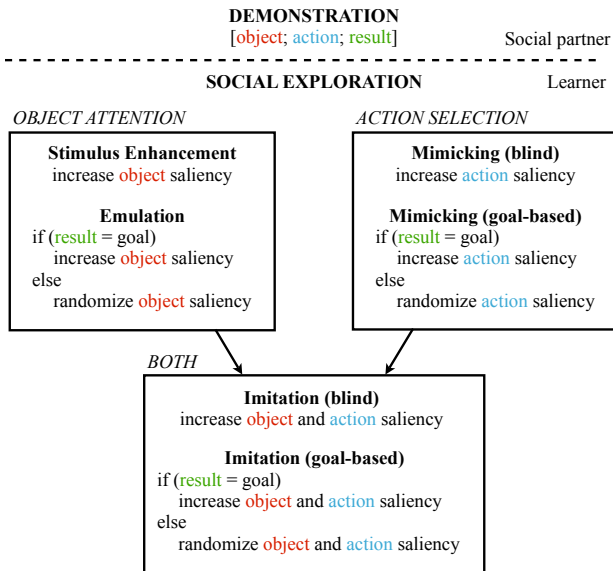 DEMONSTRATION
[object; action; result]
Social partner
SOCIAL EXPLORATION
Learner
OBJECT ATTENTION
Stimulus Enhancement
increase object saliency
Emulation
if (result = goal)
increase object saliency
else
randomize object saliency
ACTION SELECTION
Mimicking (blind)
increase action saliency
Mimicking (goal-based)
if (result = goal)
increase action saliency
else
randomize action saliency
BOTH
Imitation (blind)
increase object and action saliency
Imitation (goal-based)
if (result = goal)
increase object and action saliency
else
randomize object and action saliency